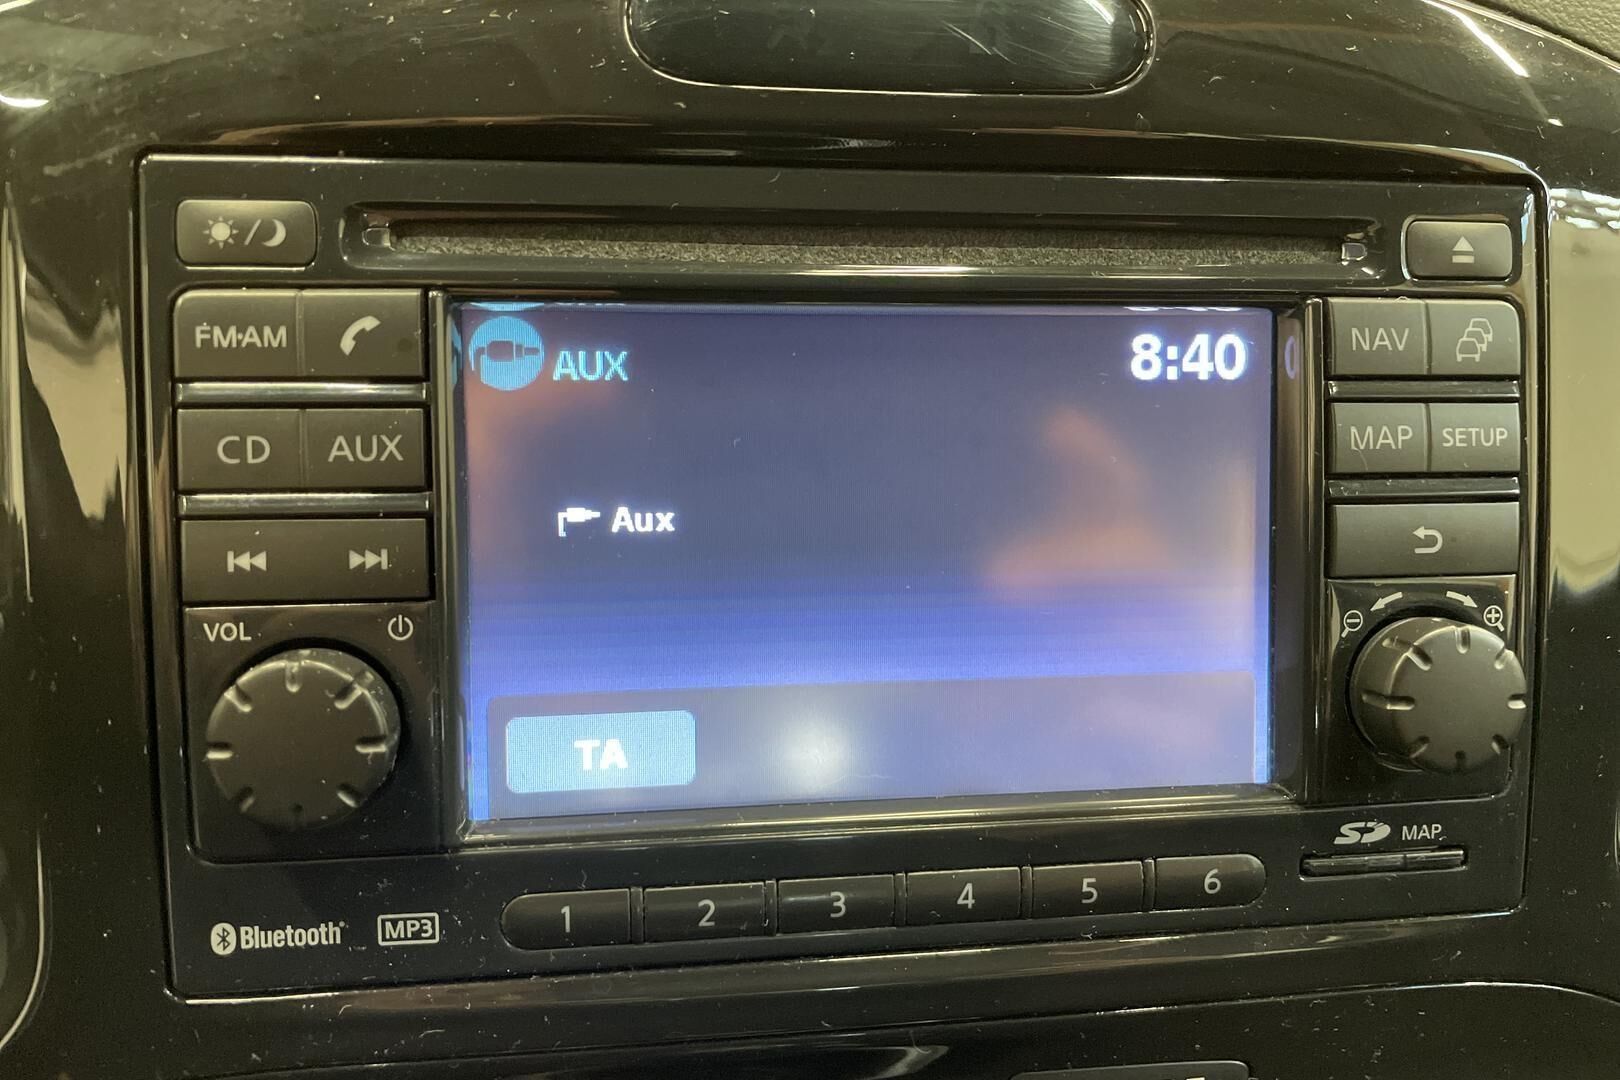 FM·AM
CD AUX
VOL
AUX 8:40
Aux
TA
NAV
MAP SETUP
SD MAP
Bluetooth® MP3
1 2 3 4 5 6